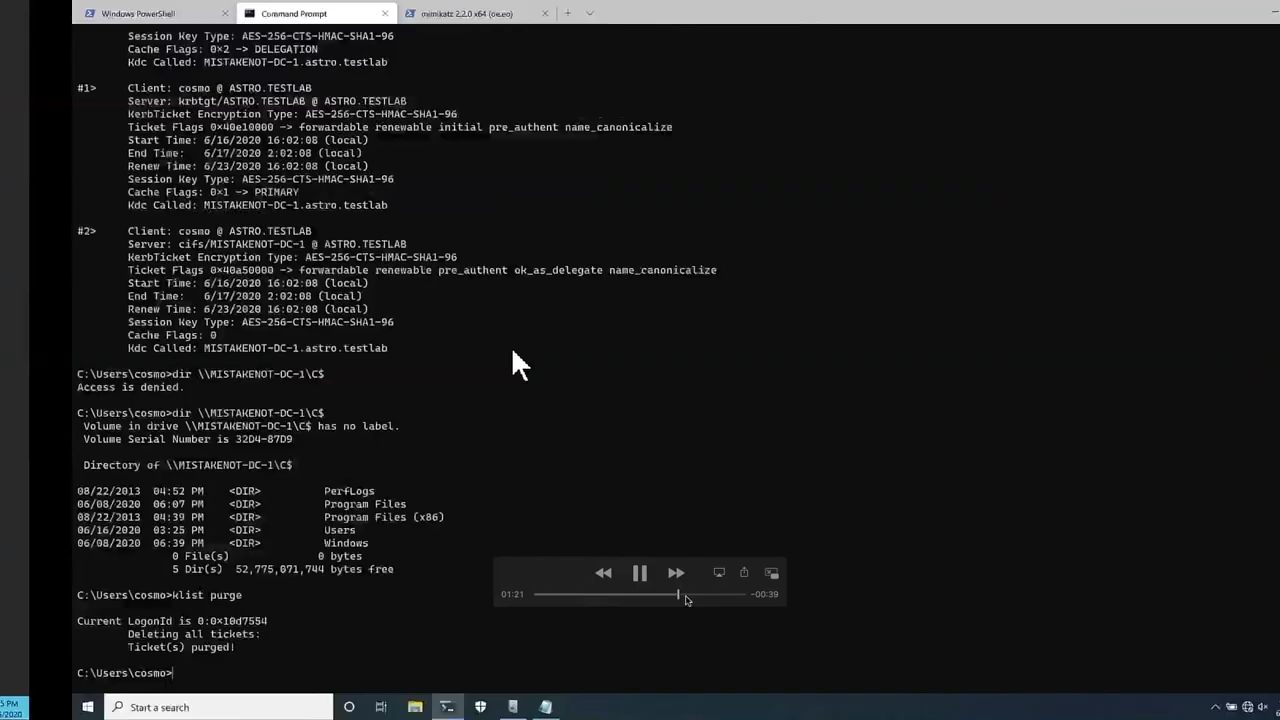 Windows PowerShell
Command Prompt
mimikatz 2.2.0 x64 (oe.eo)
Session Key Type: AES-256-CTS-HMAC-SHA1-96
Cache Flags: 0×2 -> DELEGATION
Kdc Called: MISTAKENOT-DC-1.astro.testlab
#1> Client: cosmo @ ASTRO.TESTLAB
Server: krbtgt/ASTRO.TESTLAB @ ASTRO.TESTLAB
KerbTicket Encryption Type: AES-256-CTS-HMAC-SHA1-96
Ticket Flags 0×40e10000 -> forwardable renewable initial pre_authent name_canonicalize
Start Time: 6/16/2020 16:02:08 (local)
End Time: 6/17/2020 2:02:08 (local)
Renew Time: 6/23/2020 16:02:08 (local)
Session Key Type: AES-256-CTS-HMAC-SHA1-96
Cache Flags: 0×1 -> PRIMARY
Kdc Called: MISTAKENOT-DC-1.astro.testlab
#2> Client: cosmo @ ASTRO.TESTLAB
Server: cifs/MISTAKENOT-DC-1 @ ASTRO.TESTLAB
KerbTicket Encryption Type: AES-256-CTS-HMAC-SHA1-96
Ticket Flags 0×40a50000 -> forwardable renewable pre_authent ok_as_delegate name_canonicalize
Start Time: 6/16/2020 16:02:08 (local)
End Time: 6/17/2020 2:02:08 (local)
Renew Time: 6/23/2020 16:02:08 (local)
Session Key Type: AES-256-CTS-HMAC-SHA1-96
Cache Flags: 0
Kdc Called: MISTAKENOT-DC-1.astro.testlab
C:\Users\cosmo>dir \\MISTAKENOT-DC-1\C$
Access is denied.
C:\Users\cosmo>dir \\MISTAKENOT-DC-1\C$
Volume in drive \\MISTAKENOT-DC-1\C$ has no label.
Volume Serial Number is 32D4-87D9
Directory of \\MISTAKENOT-DC-1\C$
08/22/2013 04:52 PM <DIR> PerfLogs
06/08/2020 06:07 PM <DIR> Program Files
08/22/2013 04:39 PM <DIR> Program Files (x86)
06/16/2020 03:25 PM <DIR> Users
06/08/2020 06:39 PM <DIR> Windows
0 File(s) 0 bytes
5 Dir(s) 52,775,071,744 bytes free
C:\Users\cosmo>klist purge
Current LogonId is 0:0×10d7554
Deleting all tickets:
Ticket(s) purged!
C:\Users\cosmo>
01:21
-00:39
Start a search
5 PM
/2020